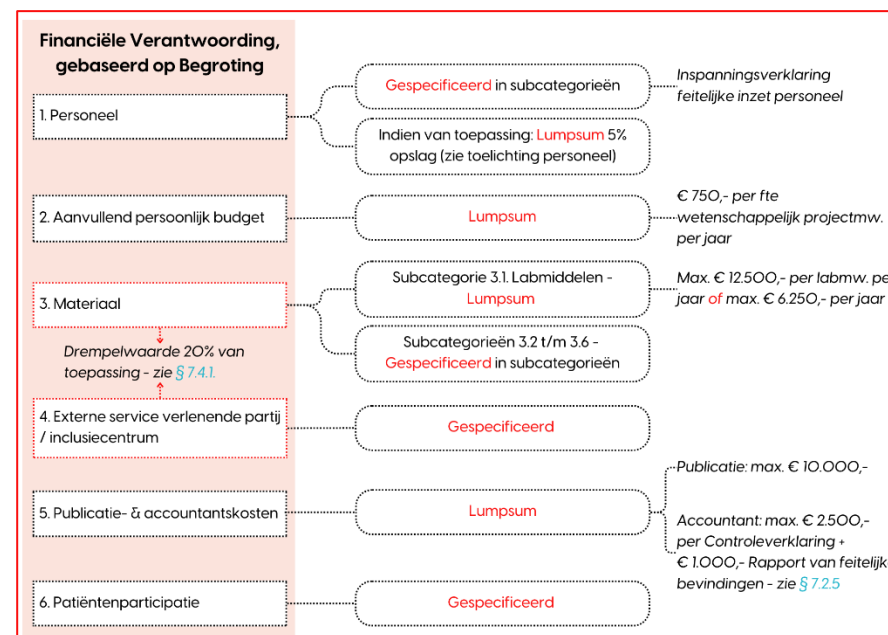 Financiële Verantwoording,
gebaseerd op Begroting
1. Personeel
Gespecificeerd in subcategorieën
Inspanningsverklaring
feitelijke inzet personeel
Indien van toepassing: Lumpsum 5%
opslag (zie toelichting personeel)
2. Aanvullend persoonlijk budget
Lumpsum
€ 750,- per fte
wetenschappelijk projectmw.
per jaar
3. Materiaal
Subcategorie 3.1. Labmiddelen -
Lumpsum
Max. € 12.500,- per labmw. pe
jaar of max. € 6.250,- per jaar
Subcategorieën 3.2 t/m 3.6 -
Gespecificeerd in subcategorieën
Drempelwaarde 20% van
toepassing - zie § 7.4.1.
4. Externe service verlenende partij
/ inclusiecentrum
Gespecificeerd
5. Publicatie- & accountantskosten
Lumpsum
Publicatie: max. € 10.000,-
Accountant: max. € 2.500,-
per Controleverklaring +
€ 1.000,- Rapport van feitelijk
bevindingen - zie § 7.2.5
6. Patiëntenparticipatie
Gespecificeerd